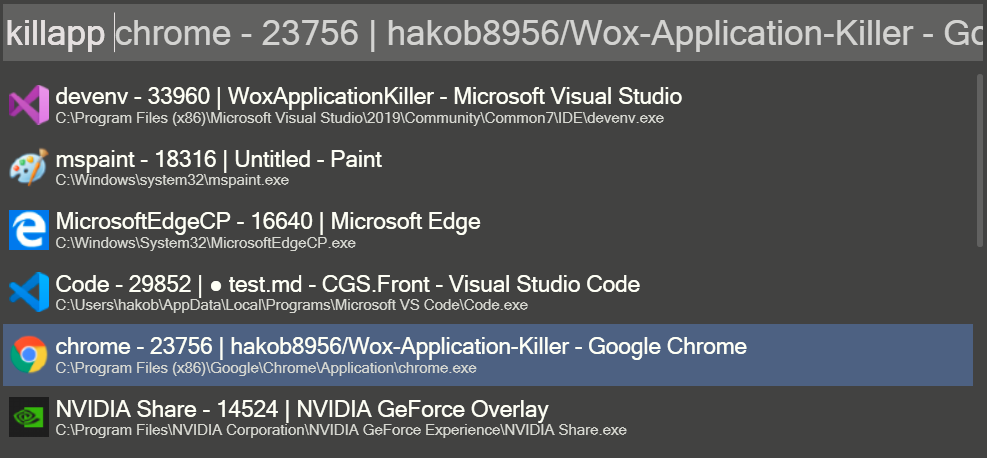 killapp chrome - 23756 | hakob8956/Wox-Application-Killer - Go
devenv - 33960 | WoxApplicationKiller - Microsoft Visual Studio
C:\Program Files (x86)\Microsoft Visual Studio\2019\Community\Common7\IDE\devenv.exe
mspaint - 18316 | Untitled - Paint
C:\Windows\system32\mspaint.exe
MicrosoftEdgeCP - 16640 | Microsoft Edge
C:\Windows\System32\MicrosoftEdgeCP.exe
Code - 29852 | ● test.md - CGS.Front - Visual Studio Code
C:\Users\hakob\AppData\Local\Programs\Microsoft VS Code\Code.exe
chrome - 23756 | hakob8956/Wox-Application-Killer - Google Chrome
C:\Program Files (x86)\Google\Chrome\Application\chrome.exe
NVIDIA Share - 14524 | NVIDIA GeForce Overlay
C:\Program Files\NVIDIA Corporation\NVIDIA GeForce Experience\NVIDIA Share.exe